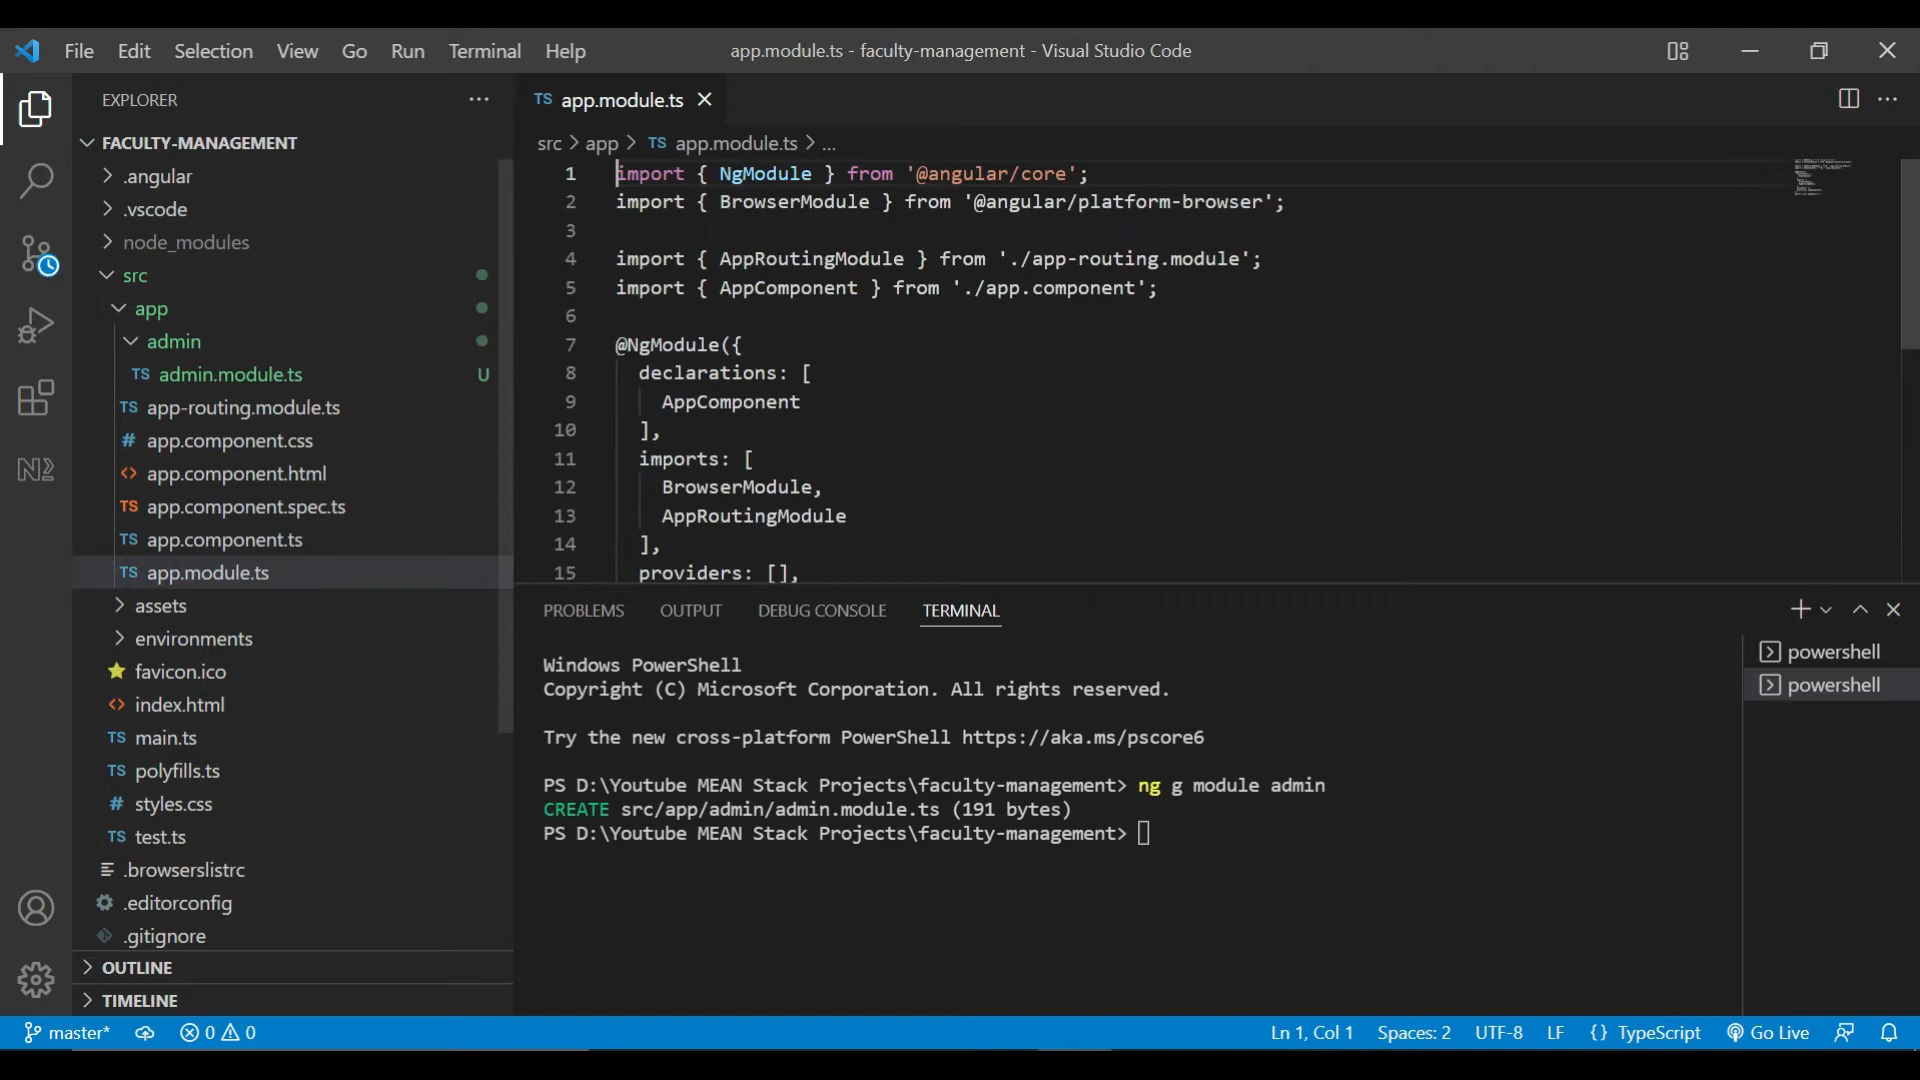 File Edit Selection View Go Run Terminal Help
app.module.ts - faculty-management - Visual Studio Code
EXPLORER
FACULTY-MANAGEMENT
.angular
.vscode
node_modules
src
app
admin
TS admin.module.ts U
TS app-routing.module.ts
# app.component.css
<> app.component.html
TS app.component.spec.ts
TS app.component.ts
TS app.module.ts
assets
environments
favicon.ico
<> index.html
TS main.ts
TS polyfills.ts
# styles.css
TS test.ts
.browserslistrc
.editorconfig
.gitignore
OUTLINE
TIMELINE
TS app.module.ts
src > app > TS app.module.ts > ...
1 import { NgModule } from '@angular/core';
2 import { BrowserModule } from '@angular/platform-browser';
3
4 import { AppRoutingModule } from './app-routing.module';
5 import { AppComponent } from './app.component';
6
7 @NgModule({
8 declarations: [
9 AppComponent
10 ],
11 imports: [
12 BrowserModule,
13 AppRoutingModule
14 ],
15 providers: [],
PROBLEMS OUTPUT DEBUG CONSOLE TERMINAL
Windows PowerShell
Copyright (C) Microsoft Corporation. All rights reserved.
Try the new cross-platform PowerShell https://aka.ms/pscore6
PS D:\Youtube MEAN Stack Projects\faculty-management> ng g module admin
CREATE src/app/admin/admin.module.ts (191 bytes)
PS D:\Youtube MEAN Stack Projects\faculty-management>
powershell
powershell
master* 0 0
Ln 1, Col 1 Spaces: 2 UTF-8 LF {} TypeScript Go Live